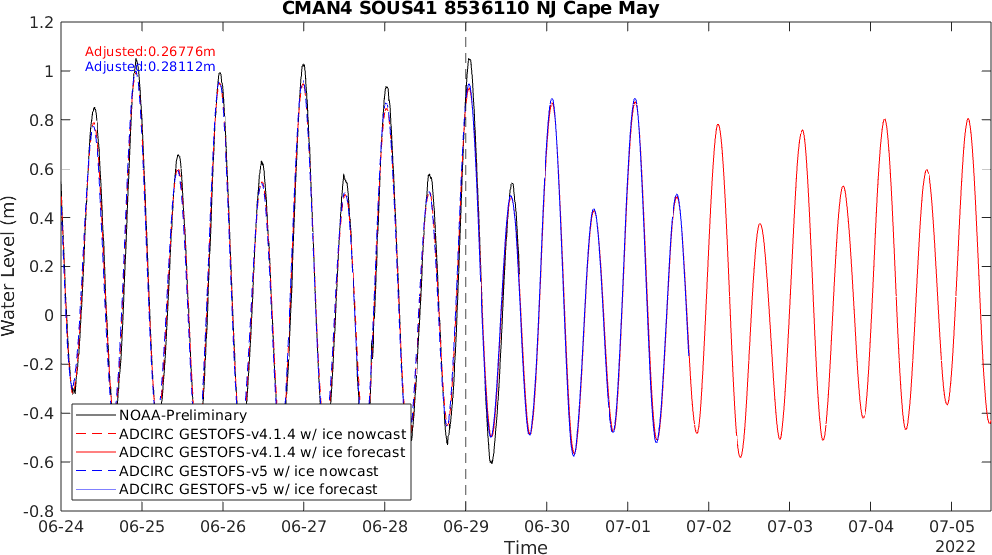 CMAN4 SOUS41 8536110 NJ Cape May
Adjusted:0.26776m
Adjusted:0.28112m
1.2
1
0.8
0.6
0.4
0.2
0
-0.2
-0.4
-0.6
-0.8
Water Level (m)
NOAA-Preliminary
ADCIRC GESTOFS-v4.1.4 w/ ice nowcast
ADCIRC GESTOFS-v4.1.4 w/ ice forecast
ADCIRC GESTOFS-v5 w/ ice nowcast
ADCIRC GESTOFS-v5 w/ ice forecast
06-24 06-25 06-26 06-27 06-28 06-29 06-30 07-01 07-02 07-03 07-04 07-05
Time
2022